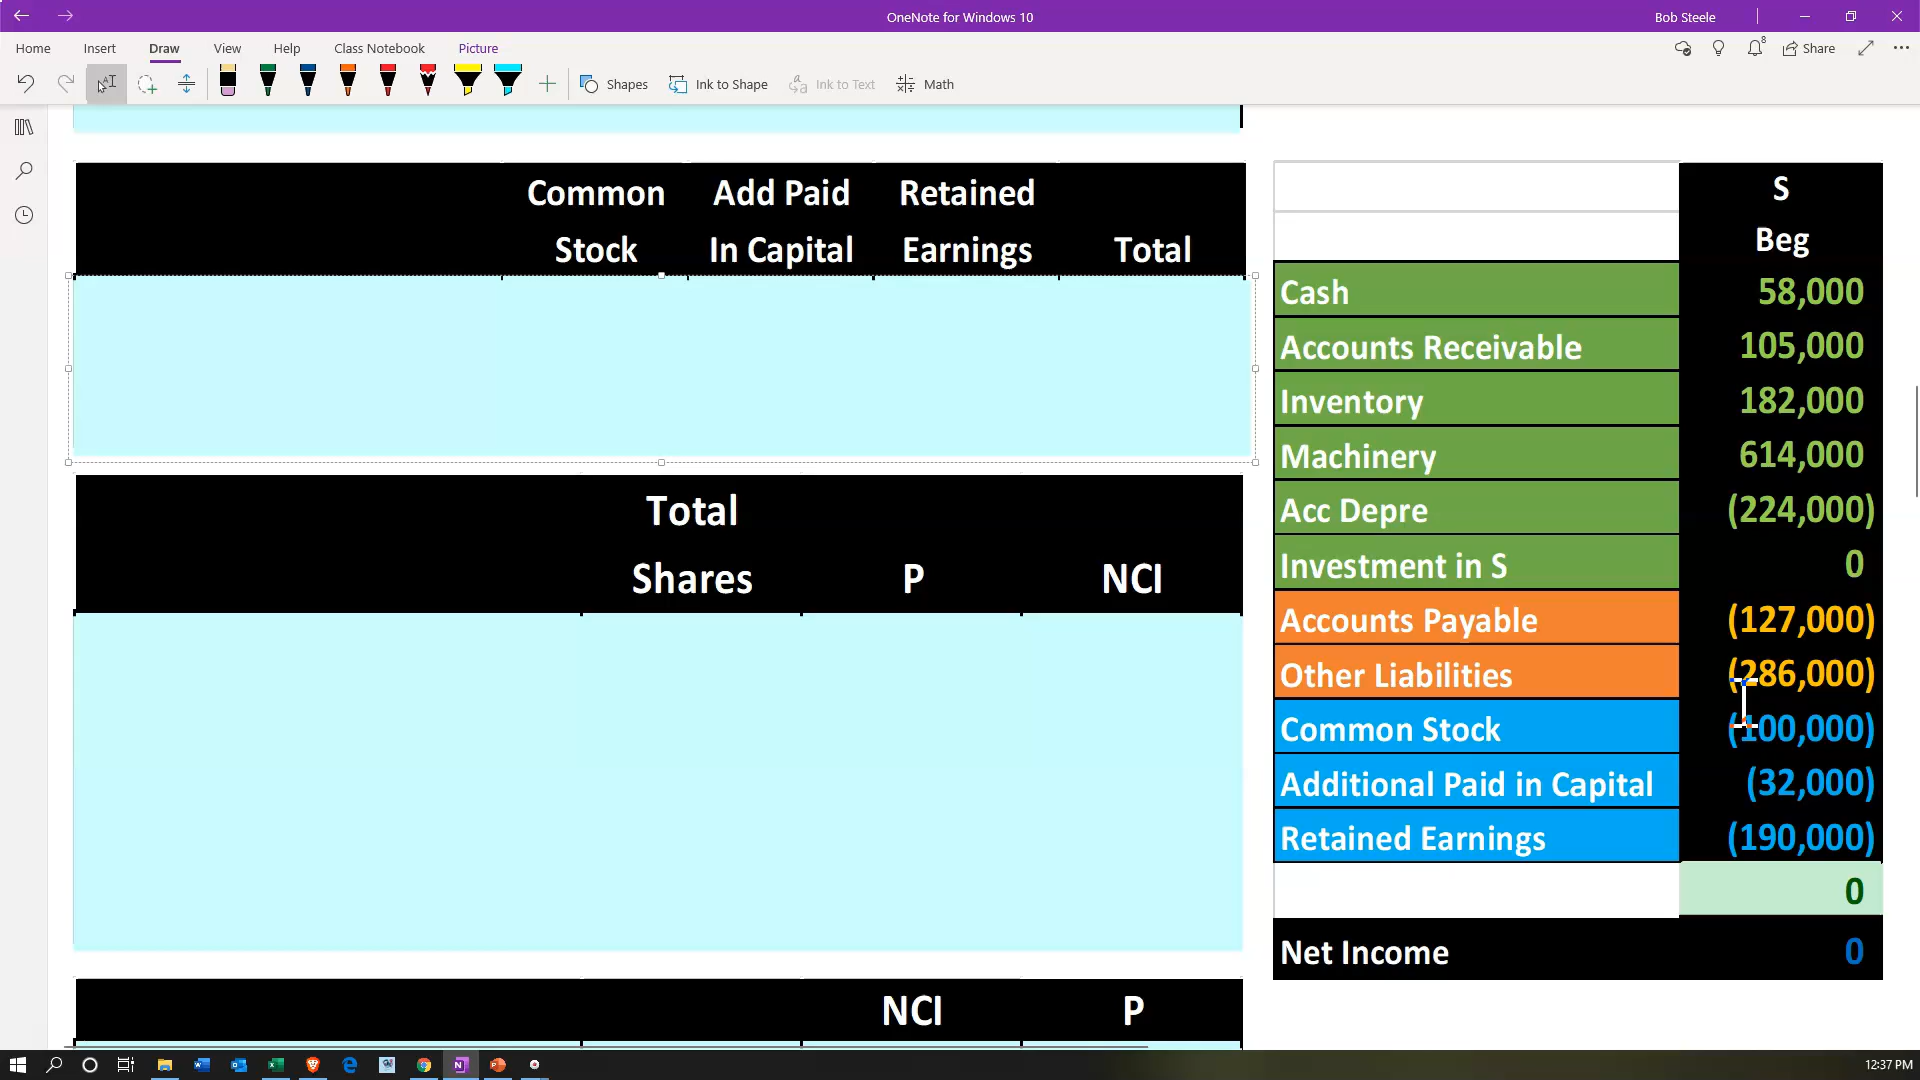 OneNote for Windows 10
Bob Steele
Home Insert Draw View Help Class Notebook Picture
8
Share
Shapes Ink to Shape Ink to Text Math
Common Add Paid Retained
Stock In Capital Earnings Total
Total
Shares P NCI
NCI P
S
Beg
Cash 58,000
Accounts Receivable 105,000
Inventory 182,000
Machinery 614,000
Acc Depre (224,000)
Investment in S 0
Accounts Payable (127,000)
Other Liabilities (286,000)
Common Stock (100,000)
Additional Paid in Capital (32,000)
Retained Earnings (190,000)
0
Net Income 0
12:37 PM